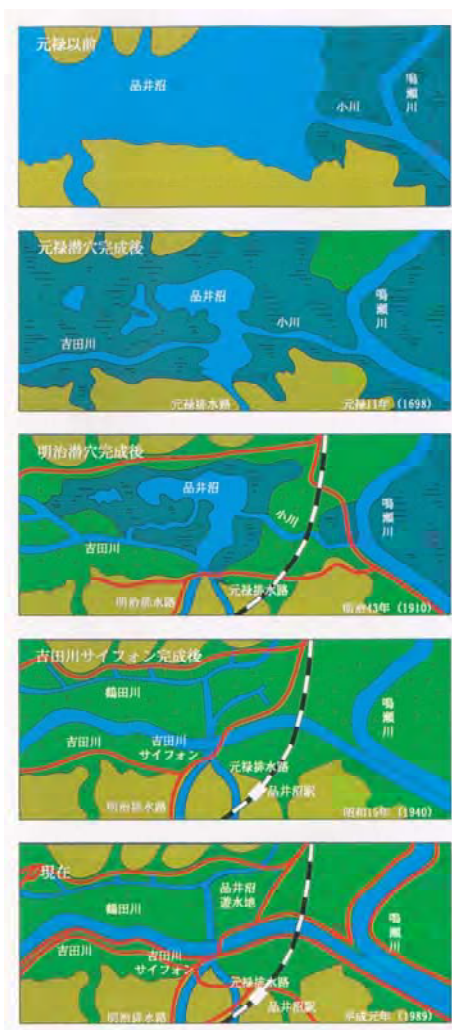 元禄以前
品井沼
小川
鳴瀬川
元禄潜穴完成後
品井沼
鳴瀬川
小川
吉田川
元禄排水路
元禄11年（1698）
明治潜穴完成後
品井沼
鳴瀬川
小川
吉田川
元禄排水路
明治排水路
明治43年（1910）
吉田川サイフォン完成後
鶴田川
鳴瀬川
吉田川
吉田川
サイフォン
元禄排水路
品井沼駅
明治排水路
昭和15年（1940）
現在
品井沼
遊水地
鶴田川
鳴瀬川
吉田川
吉田川
サイフォン
元禄排水路
品井沼駅
明治排水路
平成元年（1989）